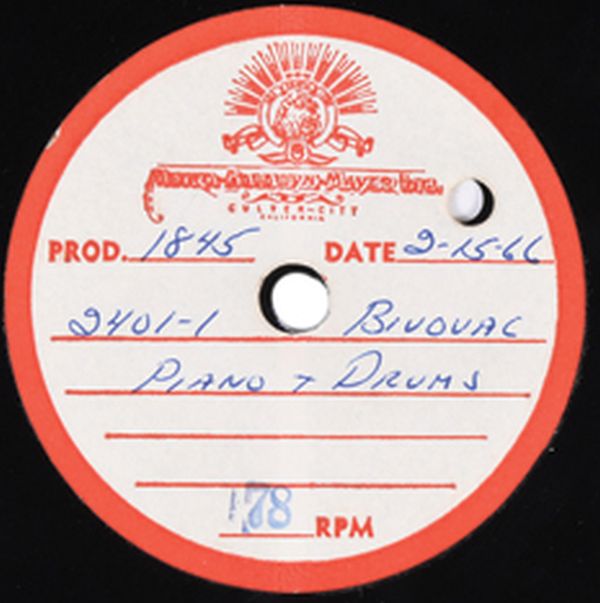 METRO-GOLDWYN-MAYER INC.
CULVER-CITY
CALIFORNIA
PROD. 1845 DATE 2-15-66
2401-1 BIVOUAC
PIANO + DRUMS
78 RPM